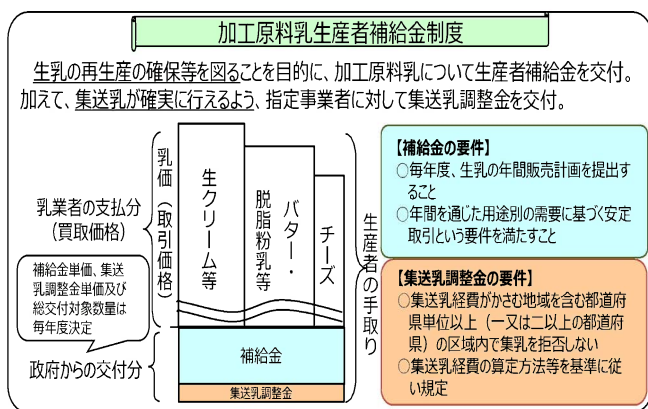 加工原料乳生産者補給金制度
生乳の再生産の確保等を図ることを目的に、加工原料乳について生産者補給金を交付。
加えて、集送乳が確実に行えるよう、指定事業者に対して集送乳調整金を交付。
乳業者の支払分
(買取価格)
補給金単価、集送
乳調整金単価及び
総交付対象数量は
毎年度決定
政府からの交付分
乳価(取引価格)
生クリーム等
脱脂粉乳等
バター・
チーズ
補給金
集送乳調整金
生産者の手取り
【補給金の要件】
○毎年度、生乳の年間販売計画を提出す
ること
○年間を通じた用途別の需要に基づく安定
取引という要件を満たすこと
【集送乳調整金の要件】
○集送乳経費がかさむ地域を含む都道府
県単位以上(一又は二以上の都道府
県)の区域内で集乳を拒否しない
○集送乳経費の算定方法等を基準に従
い規定